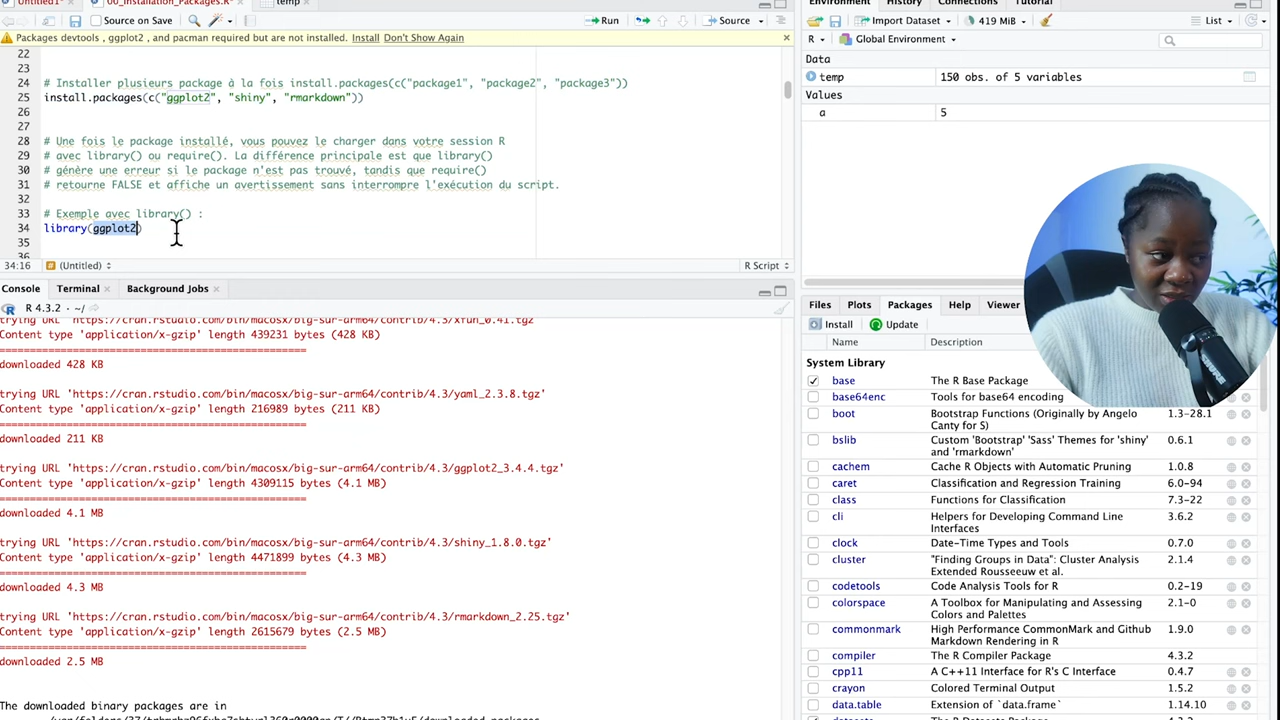 Untitled1*
00_Installation_Packages.R*
temp
Source on Save
Run
Source
Packages devtools , ggplot2 , and pacman required but are not installed. Install Don't Show Again
22
23
24 # Installer plusieurs package à la fois install.packages(c("package1", "package2", "package3"))
25 install.packages(c("ggplot2", "shiny", "rmarkdown"))
26
27
28 # Une fois le package installé, vous pouvez le charger dans votre session R
29 # avec library() ou require(). La différence principale est que library()
30 # génère une erreur si le package n'est pas trouvé, tandis que require()
31 # retourne FALSE et affiche un avertissement sans interrompre l'exécution du script.
32
33 # Exemple avec library() :
34 library(ggplot2)
35
36
34:16 (Untitled) R Script
Console Terminal Background Jobs
R 4.3.2 · ~/
trying URL 'https://cran.rstudio.com/bin/macosx/big-sur-arm64/contrib/4.3/xfun_0.41.tgz
Content type 'application/x-gzip' length 439231 bytes (428 KB)
==================================================
downloaded 428 KB
trying URL 'https://cran.rstudio.com/bin/macosx/big-sur-arm64/contrib/4.3/yaml_2.3.8.tgz'
Content type 'application/x-gzip' length 216989 bytes (211 KB)
==================================================
downloaded 211 KB
trying URL 'https://cran.rstudio.com/bin/macosx/big-sur-arm64/contrib/4.3/ggplot2_3.4.4.tgz'
Content type 'application/x-gzip' length 4309115 bytes (4.1 MB)
==================================================
downloaded 4.1 MB
trying URL 'https://cran.rstudio.com/bin/macosx/big-sur-arm64/contrib/4.3/shiny_1.8.0.tgz'
Content type 'application/x-gzip' length 4471899 bytes (4.3 MB)
==================================================
downloaded 4.3 MB
trying URL 'https://cran.rstudio.com/bin/macosx/big-sur-arm64/contrib/4.3/rmarkdown_2.25.tgz'
Content type 'application/x-gzip' length 2615679 bytes (2.5 MB)
==================================================
downloaded 2.5 MB
The downloaded binary packages are in
Environment History Connections Tutorial
Import Dataset 419 MiB List
R Global Environment
Data
temp 150 obs. of 5 variables
Values
a 5
Files Plots Packages Help Viewer
Install Update
Name Description
System Library
base The R Base Package
base64enc Tools for base64 encoding
boot Bootstrap Functions (Originally by Angelo Canty for S) 1.3-28.1
bslib Custom 'Bootstrap' 'Sass' Themes for 'shiny' and 'rmarkdown' 0.6.1
cachem Cache R Objects with Automatic Pruning 1.0.8
caret Classification and Regression Training 6.0-94
class Functions for Classification 7.3-22
cli Helpers for Developing Command Line Interfaces 3.6.2
clock Date-Time Types and Tools 0.7.0
cluster "Finding Groups in Data": Cluster Analysis Extended Rousseeuw et al. 2.1.4
codetools Code Analysis Tools for R 0.2-19
colorspace A Toolbox for Manipulating and Assessing Colors and Palettes 2.1-0
commonmark High Performance CommonMark and Github Markdown Rendering in R 1.9.0
compiler The R Compiler Package 4.3.2
cpp11 A C++11 Interface for R's C Interface 0.4.7
crayon Colored Terminal Output 1.5.2
data.table Extension of `data.frame` 1.14.10
SHURE